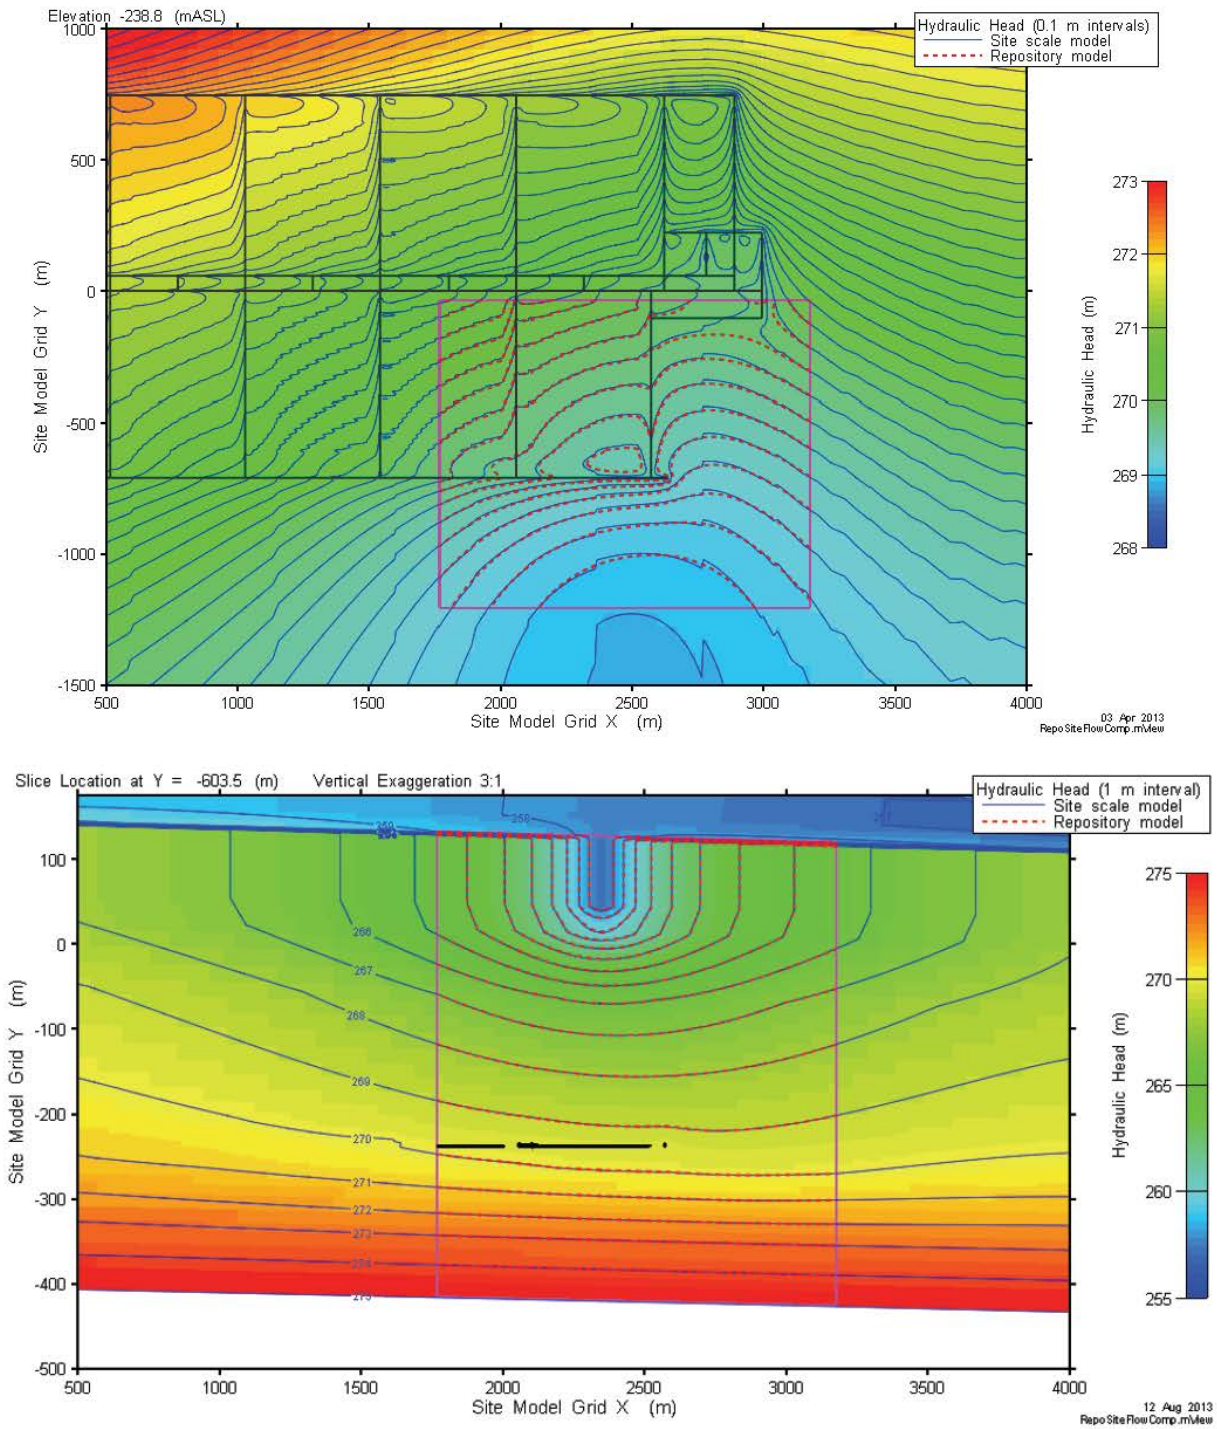 Elevation -238.8 (mASL)
Hydraulic Head (0.1 m intervals)
Site scale model
Repository model
1000
500
0
-500
-1000
-1500
Site Model Grid Y (m)
500
1000
1500
2000
2500
3000
3500
4000
Site Model Grid X (m)
273
272
271
270
269
268
Hydraulic Head (m)
03 Apr 2013
RepoSiteFlowComp.mView
Slice Location at Y = -603.5 (m) Vertical Exaggeration 3:1
Hydraulic Head (1 m interval)
Site scale model
Repository model
259
258
257
266
267
268
269
270
271
272
273
274
275
100
0
-100
-200
-300
-400
-500
Site Model Grid Y (m)
500
1000
1500
2000
2500
3000
3500
4000
Site Model Grid X (m)
275
270
265
260
255
Hydraulic Head (m)
12 Aug 2013
RepoSiteFlowComp.mView